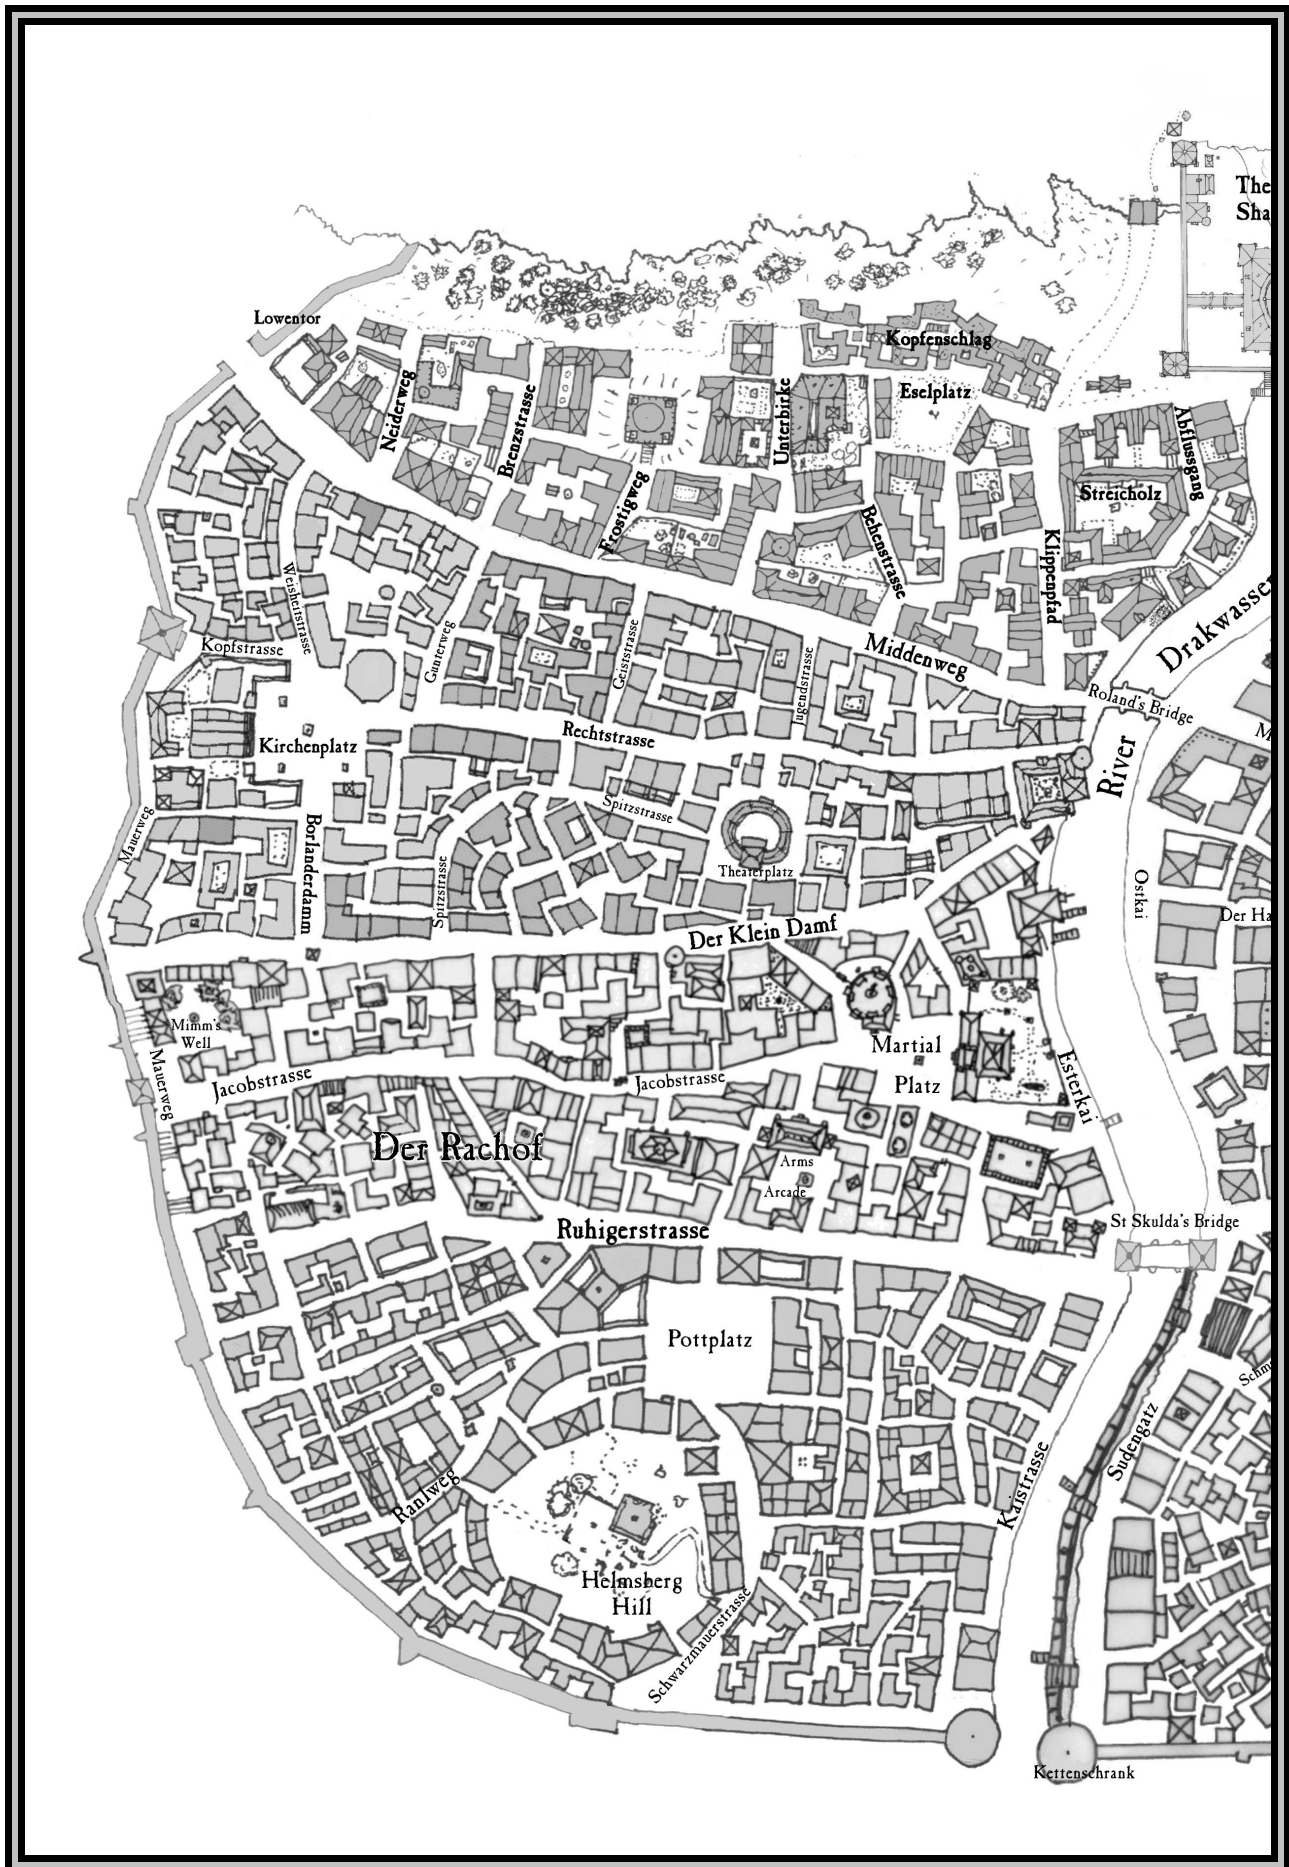 The
Sha
Lowentor
Kopfenschlag
Neiderweg
Brenzstrasse
Unterbirke
Eselplatz
Abflussgang
Frostigweg
Streicholz
Behenstrasse
Klippenpfad
Weisheitstrasse
Drakwasser
Kopfstrasse
Gunterweg
Geiststrasse
Jugendstrasse
Middenweg
Roland's Bridge
Rechtstrasse
Kirchenplatz
M
River
Spitzstrasse
Mauerweg
Borlanderdamm
Theaterplatz
Spitzstrasse
Ostkai
Der Klein Damf
Der Ha
Mimm's
Well
Martial
Platz
Mauerweg
Jacobstrasse
Jacobstrasse
Esterkai
Der Rachof
Arms
Arcade
Ruhigerstrasse
St Skulda's Bridge
Pottplatz
Schm
Sudengatz
Ranlweg
Kaistrasse
Helmsberg
Hill
Schwarzmauerstrasse
Kettenschrank